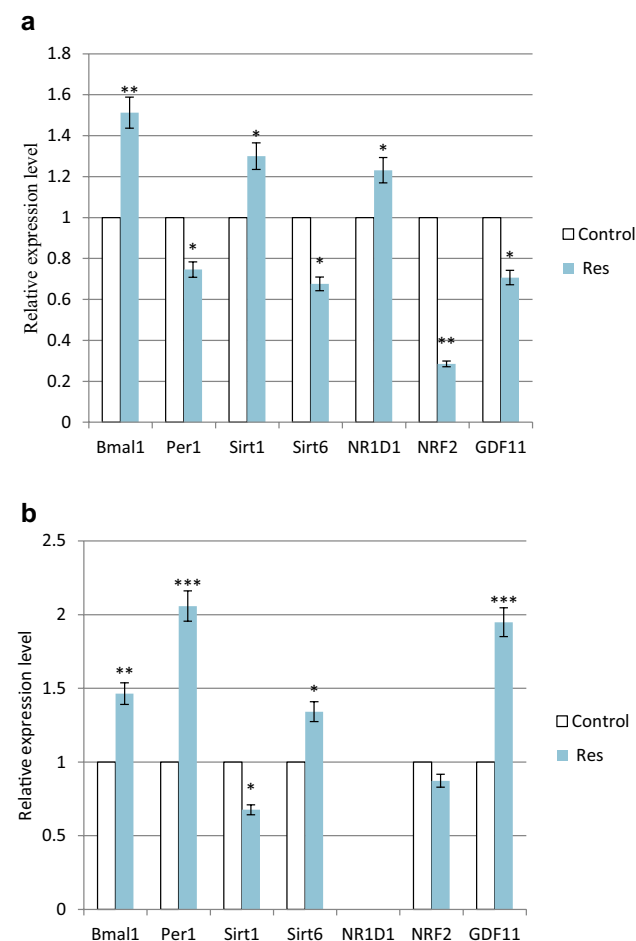 a
Relative expression level
1.8
1.6
1.4
1.2
1
0.8
0.6
0.4
0.2
0
**
*
*
*
*
**
*
Bmal1 Per1 Sirt1 Sirt6 NR1D1 NRF2 GDF11
Control
Res
b
Relative expression level
2.5
2
1.5
1
0.5
0
**
***
*
*
***
Bmal1 Per1 Sirt1 Sirt6 NR1D1 NRF2 GDF11
Control
Res